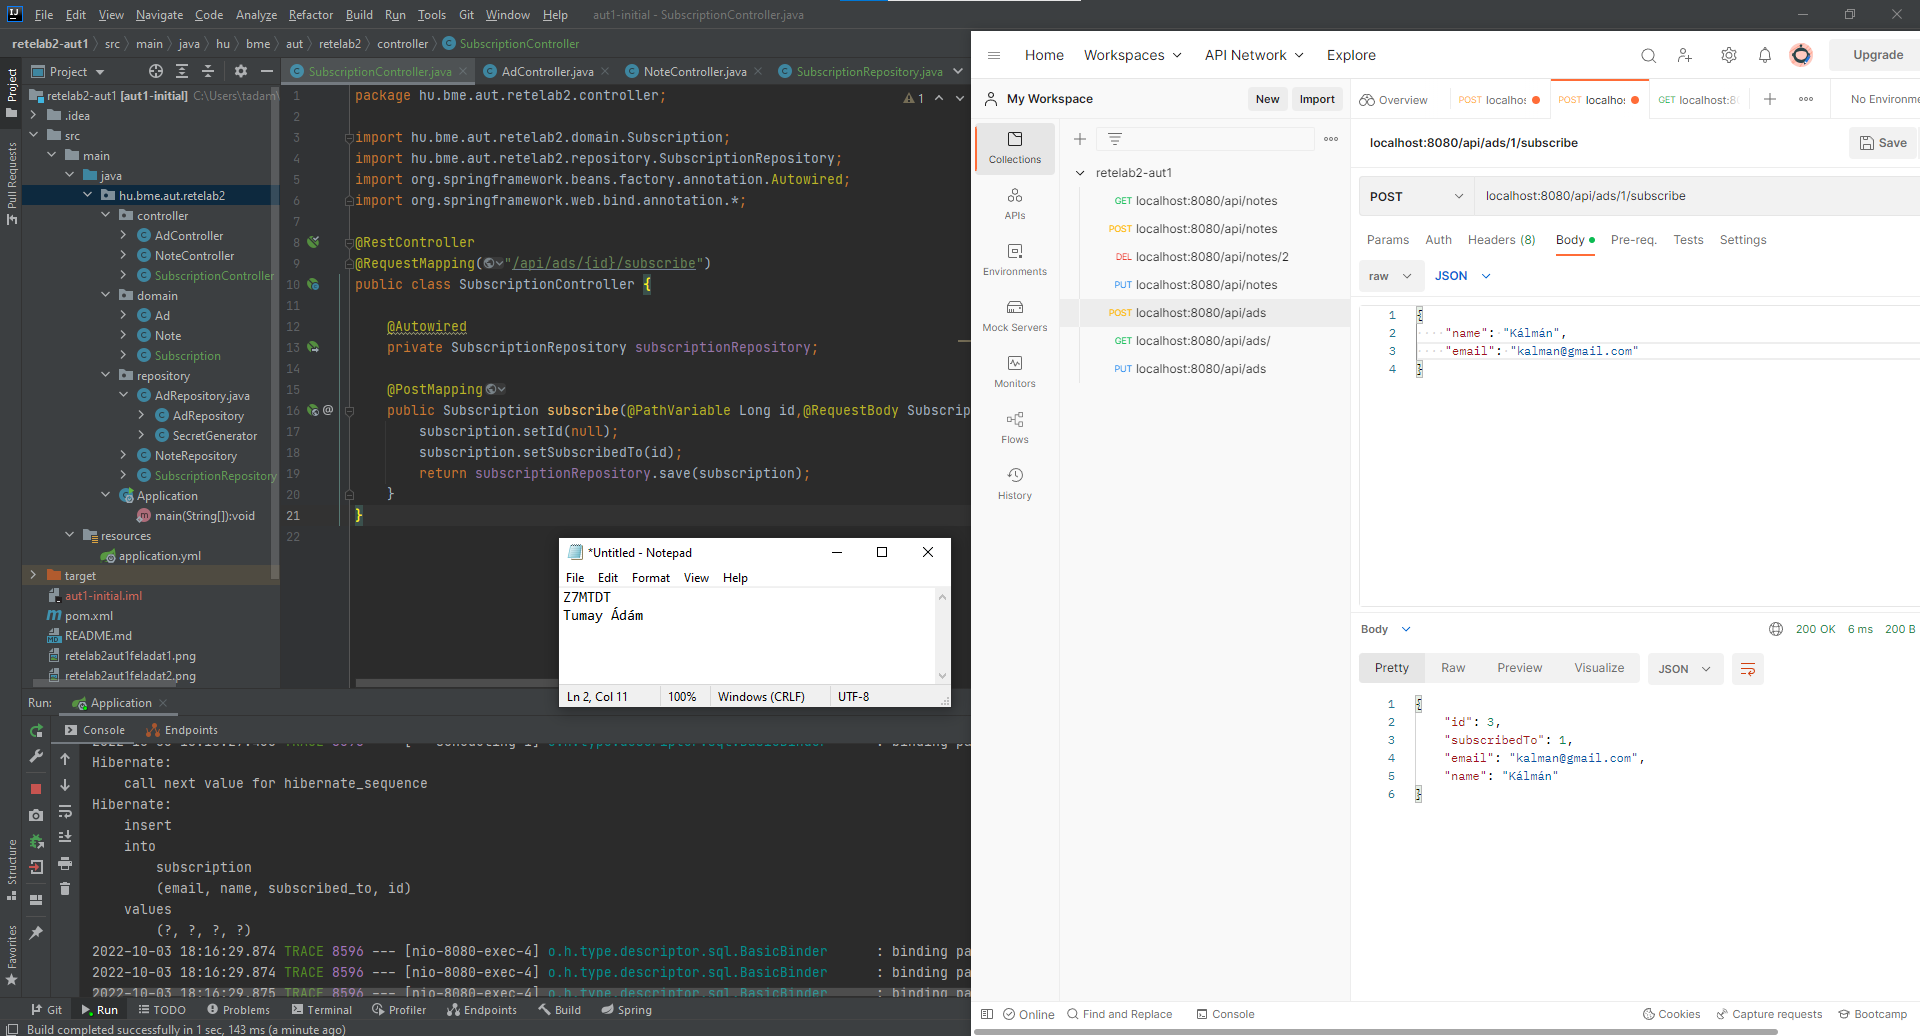 File Edit View Navigate Code Analyze Refactor Build Run Tools Git Window Help aut1-initial - SubscriptionController.java
retelab2-aut1 src main java hu bme aut retelab2 controller SubscriptionController
Project
SubscriptionController.java AdController.java NoteController.java SubscriptionRepository.java
Project
Pull Requests
Structure
Favorites
retelab2-aut1 [aut1-initial] C:\Users\tadam
.idea
src
main
java
hu.bme.aut.retelab2
controller
AdController
NoteController
SubscriptionController
domain
Ad
Note
Subscription
repository
AdRepository.java
AdRepository
SecretGenerator
NoteRepository
SubscriptionRepository
Application
main(String[]):void
resources
application.yml
target
aut1-initial.iml
pom.xml
README.md
retelab2aut1feladat1.png
retelab2aut1feladat2.png
1 package hu.bme.aut.retelab2.controller;
1
2
3 import hu.bme.aut.retelab2.domain.Subscription;
4 import hu.bme.aut.retelab2.repository.SubscriptionRepository;
5 import org.springframework.beans.factory.annotation.Autowired;
6 import org.springframework.web.bind.annotation.*;
7
8 @RestController
9 @RequestMapping("/api/ads/{id}/subscribe")
10 public class SubscriptionController {
11
12 @Autowired
13 private SubscriptionRepository subscriptionRepository;
14
15 @PostMapping
16 @ public Subscription subscribe(@PathVariable Long id,@RequestBody Subscrip
17 subscription.setId(null);
18 subscription.setSubscribedTo(id);
19 return subscriptionRepository.save(subscription);
20 }
21 }
22
*Untitled - Notepad
File Edit Format View Help
Z7MTDT
Tumay Ádám
Ln 2, Col 11 100% Windows (CRLF) UTF-8
Run: Application
Console Endpoints
Hibernate:
call next value for hibernate_sequence
Hibernate:
insert
into
subscription
(email, name, subscribed_to, id)
values
(?, ?, ?, ?)
2022-10-03 18:16:29.874 TRACE 8596 --- [nio-8080-exec-4] o.h.type.descriptor.sql.BasicBinder : binding pa
2022-10-03 18:16:29.874 TRACE 8596 --- [nio-8080-exec-4] o.h.type.descriptor.sql.BasicBinder : binding pa
2022-10-03 18:16:29.875 TRACE 8596 --- [nio-8080-exec-4] o.h.type.descriptor.sql.BasicBinder : binding pa
Git Run TODO Problems Terminal Profiler Endpoints Build Spring
Build completed successfully in 1 sec, 143 ms (a minute ago)
Home Workspaces API Network Explore Upgrade
My Workspace New Import
Overview POST localho: POST localho: GET localhost:8 No Environme
Collections
APIs
Environments
Mock Servers
Monitors
Flows
History
retelab2-aut1
GET localhost:8080/api/notes
POST localhost:8080/api/notes
DEL localhost:8080/api/notes/2
PUT localhost:8080/api/notes
POST localhost:8080/api/ads
GET localhost:8080/api/ads/
PUT localhost:8080/api/ads
localhost:8080/api/ads/1/subscribe Save
POST localhost:8080/api/ads/1/subscribe
Params Auth Headers (8) Body Pre-req. Tests Settings
raw JSON
1 {
2 "name": "Kálmán",
3 "email": "kalman@gmail.com"
4 }
Body 200 OK 6 ms 200 B
Pretty Raw Preview Visualize JSON
1 {
2 "id": 3,
3 "subscribedTo": 1,
4 "email": "kalman@gmail.com",
5 "name": "Kálmán"
6 }
Online Find and Replace Console Cookies Capture requests Bootcamp